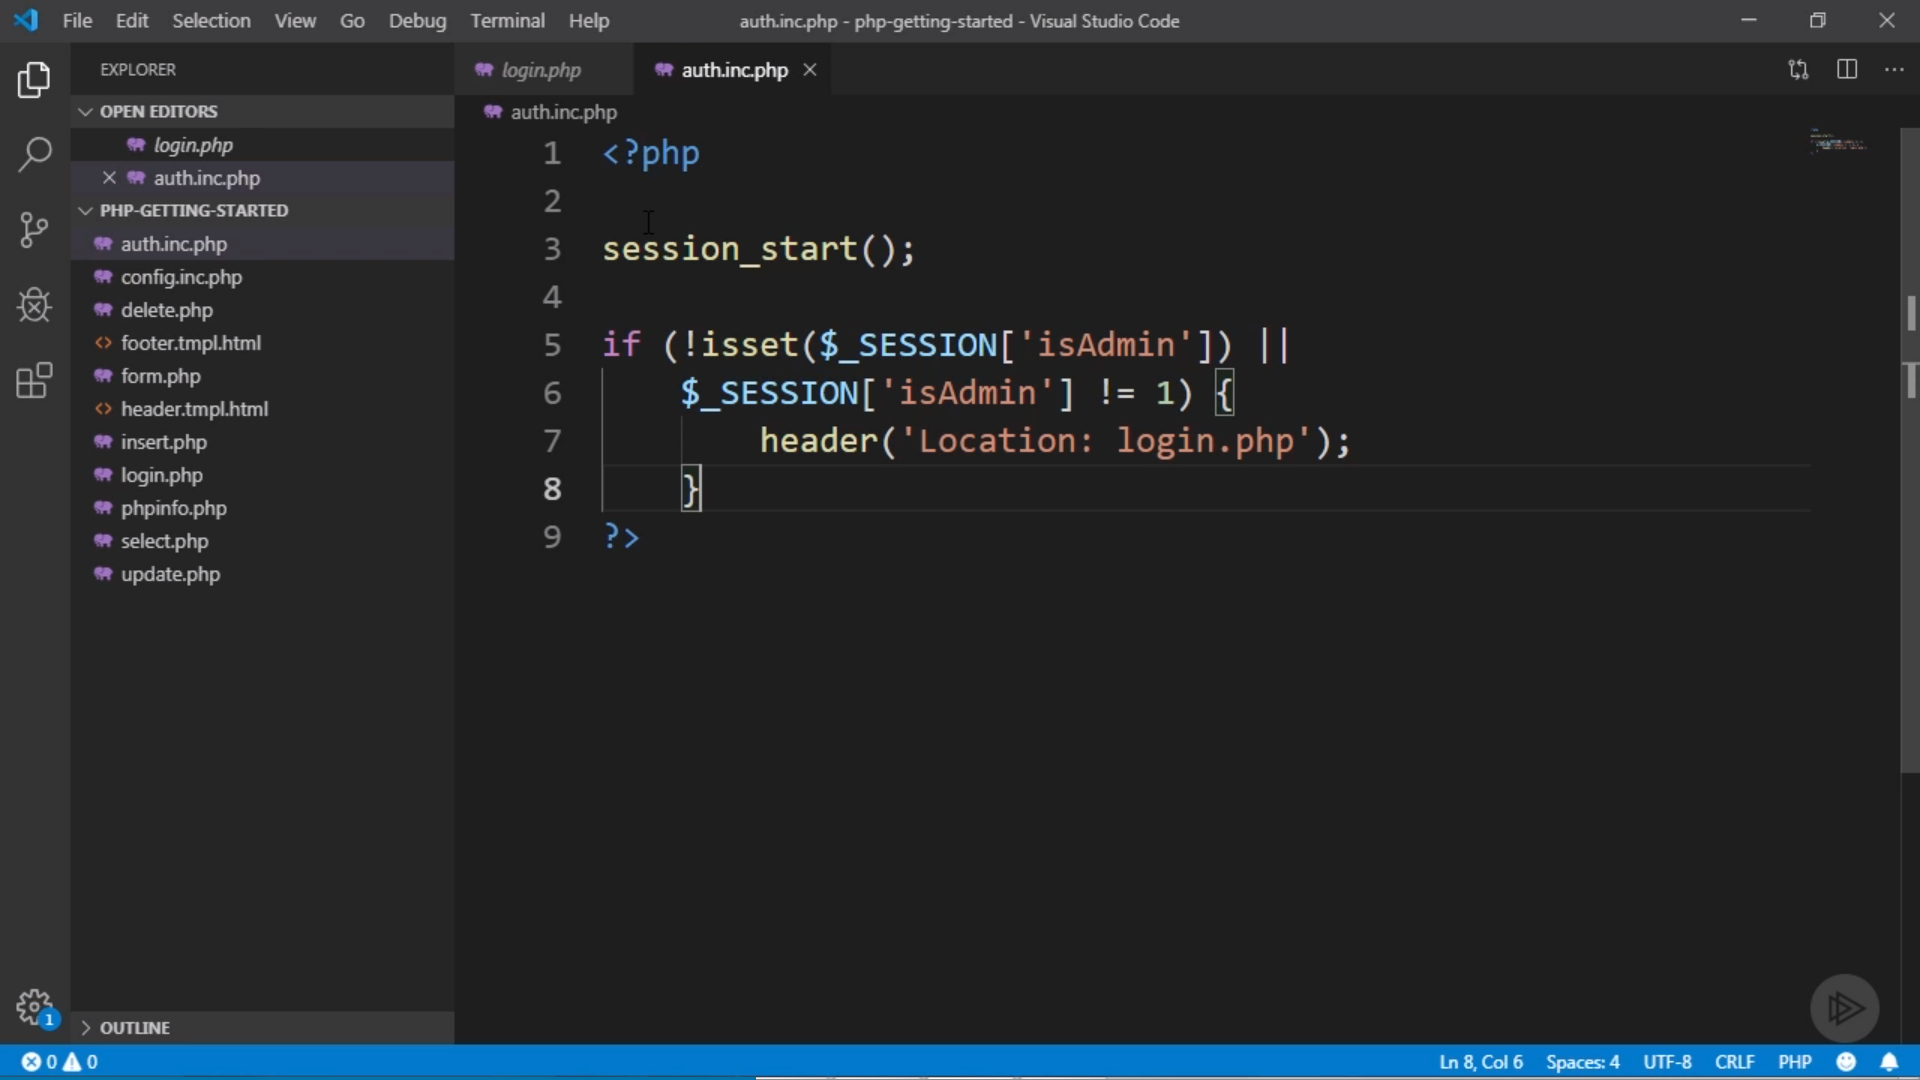 File Edit Selection View Go Debug Terminal Help auth.inc.php - php-getting-started - Visual Studio Code
EXPLORER
OPEN EDITORS
login.php
auth.inc.php
PHP-GETTING-STARTED
auth.inc.php
config.inc.php
delete.php
footer.tmpl.html
form.php
header.tmpl.html
insert.php
login.php
phpinfo.php
select.php
update.php
OUTLINE
1
login.php auth.inc.php
auth.inc.php
1 <?php
2
3 session_start();
4
5 if (!isset($_SESSION['isAdmin']) ||
6 $_SESSION['isAdmin'] != 1) {
7 header('Location: login.php');
8 }
9 ?>
0 0 Ln 8, Col 6 Spaces: 4 UTF-8 CRLF PHP